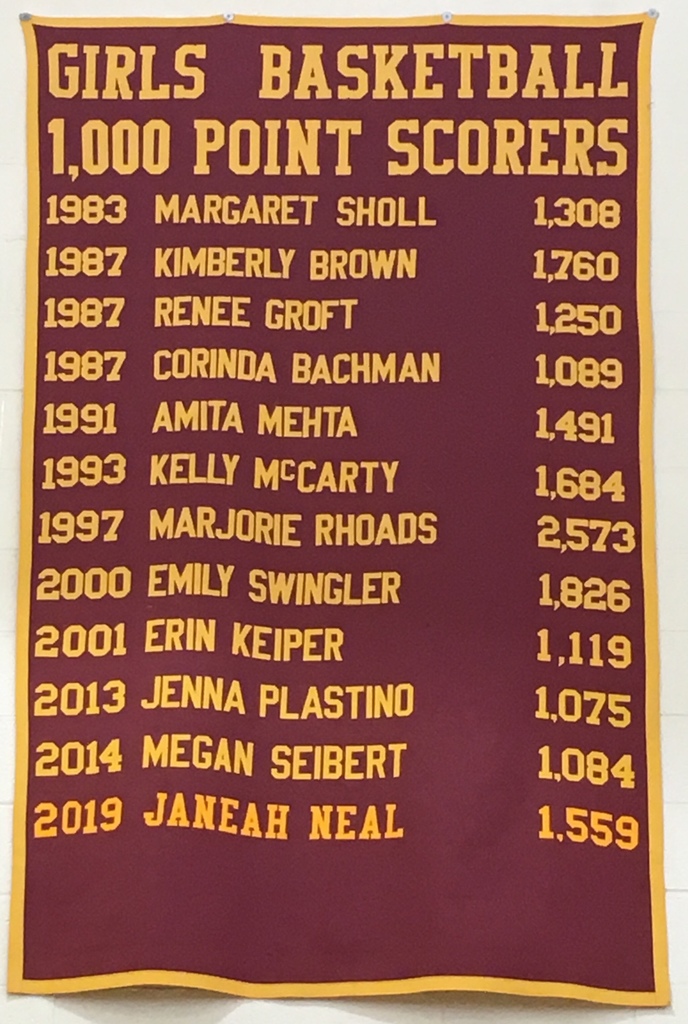 GIRLS BASKETBALL
1,000 POINT SCORERS
1983 MARGARET SHOLL 1,308
1987 KIMBERLY BROWN 1,760
1987 RENEE GROFT 1,250
1987 CORINDA BACHMAN 1,089
1991 AMITA MEHTA 1,491
1993 KELLY McCARTY 1,684
1997 MARJORIE RHOADS 2,573
2000 EMILY SWINGLER 1,826
2001 ERIN KEIPER 1,119
2013 JENNA PLASTINO 1,075
2014 MEGAN SEIBERT 1,084
2019 JANEAH NEAL 1,559